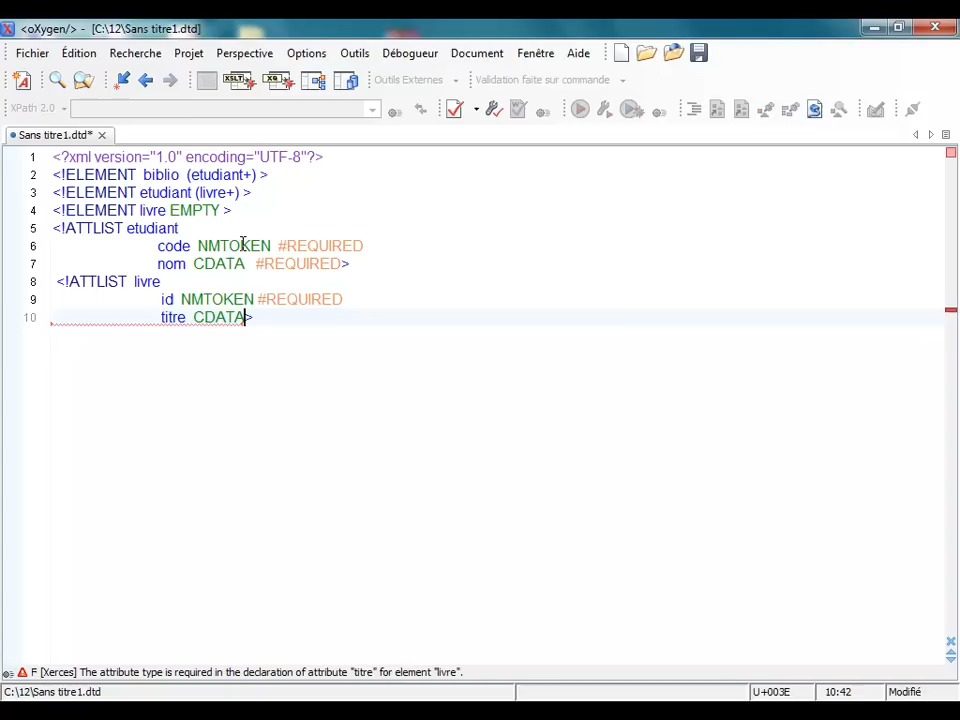 <oXygen/> - [C:\12\Sans titre1.dtd]
Fichier Édition Recherche Projet Perspective Options Outils Débogueur Document Fenêtre Aide
XSLT XQ Outils Externes Validation faite sur commande
XPath 2.0
Sans titre1.dtd*
1 <?xml version="1.0" encoding="UTF-8"?>
2 <!ELEMENT biblio (etudiant+) >
3 <!ELEMENT etudiant (livre+) >
4 <!ELEMENT livre EMPTY >
5 <!ATTLIST etudiant
6 code NMTOKEN #REQUIRED
7 nom CDATA #REQUIRED>
8 <!ATTLIST livre
9 id NMTOKEN #REQUIRED
10 titre CDATA>
F [Xerces] The attribute type is required in the declaration of attribute "titre" for element "livre".
C:\12\Sans titre1.dtd U+003E 10:42 Modifié